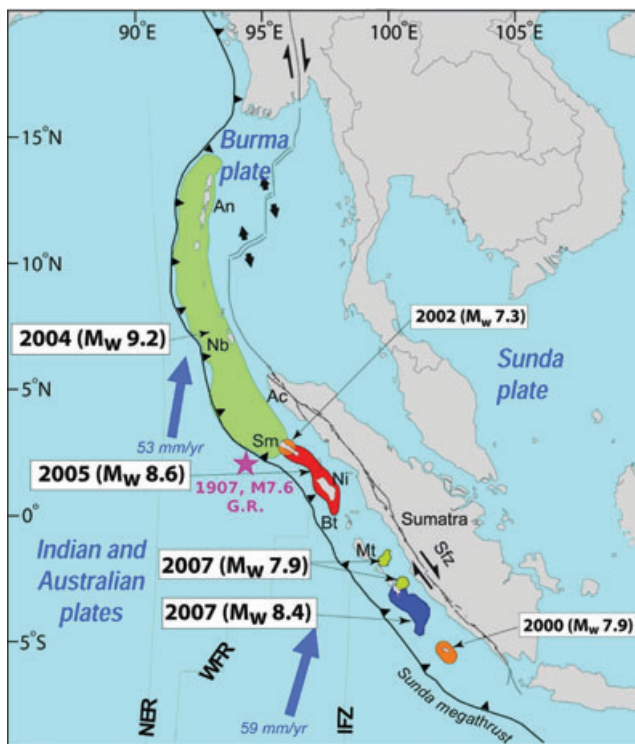 90°E 95°E 100°E 105°E
15°N
Burma
plate
An
10°N
2002 (Mw 7.3)
2004 (Mw 9.2)
Nb
Sunda
plate
5°N
Ac
53 mm/yr
Sm
2005 (Mw 8.6)
Ni
1907, M7.6
G.R.
0°
Bt
Sumatra
Indian and
Australian
plates
Mt
Sfz
2007 (Mw 7.9)
2007 (Mw 8.4)
2000 (Mw 7.9)
5°S
WFR
NER
59 mm/yr
IFZ
Sunda megathrust